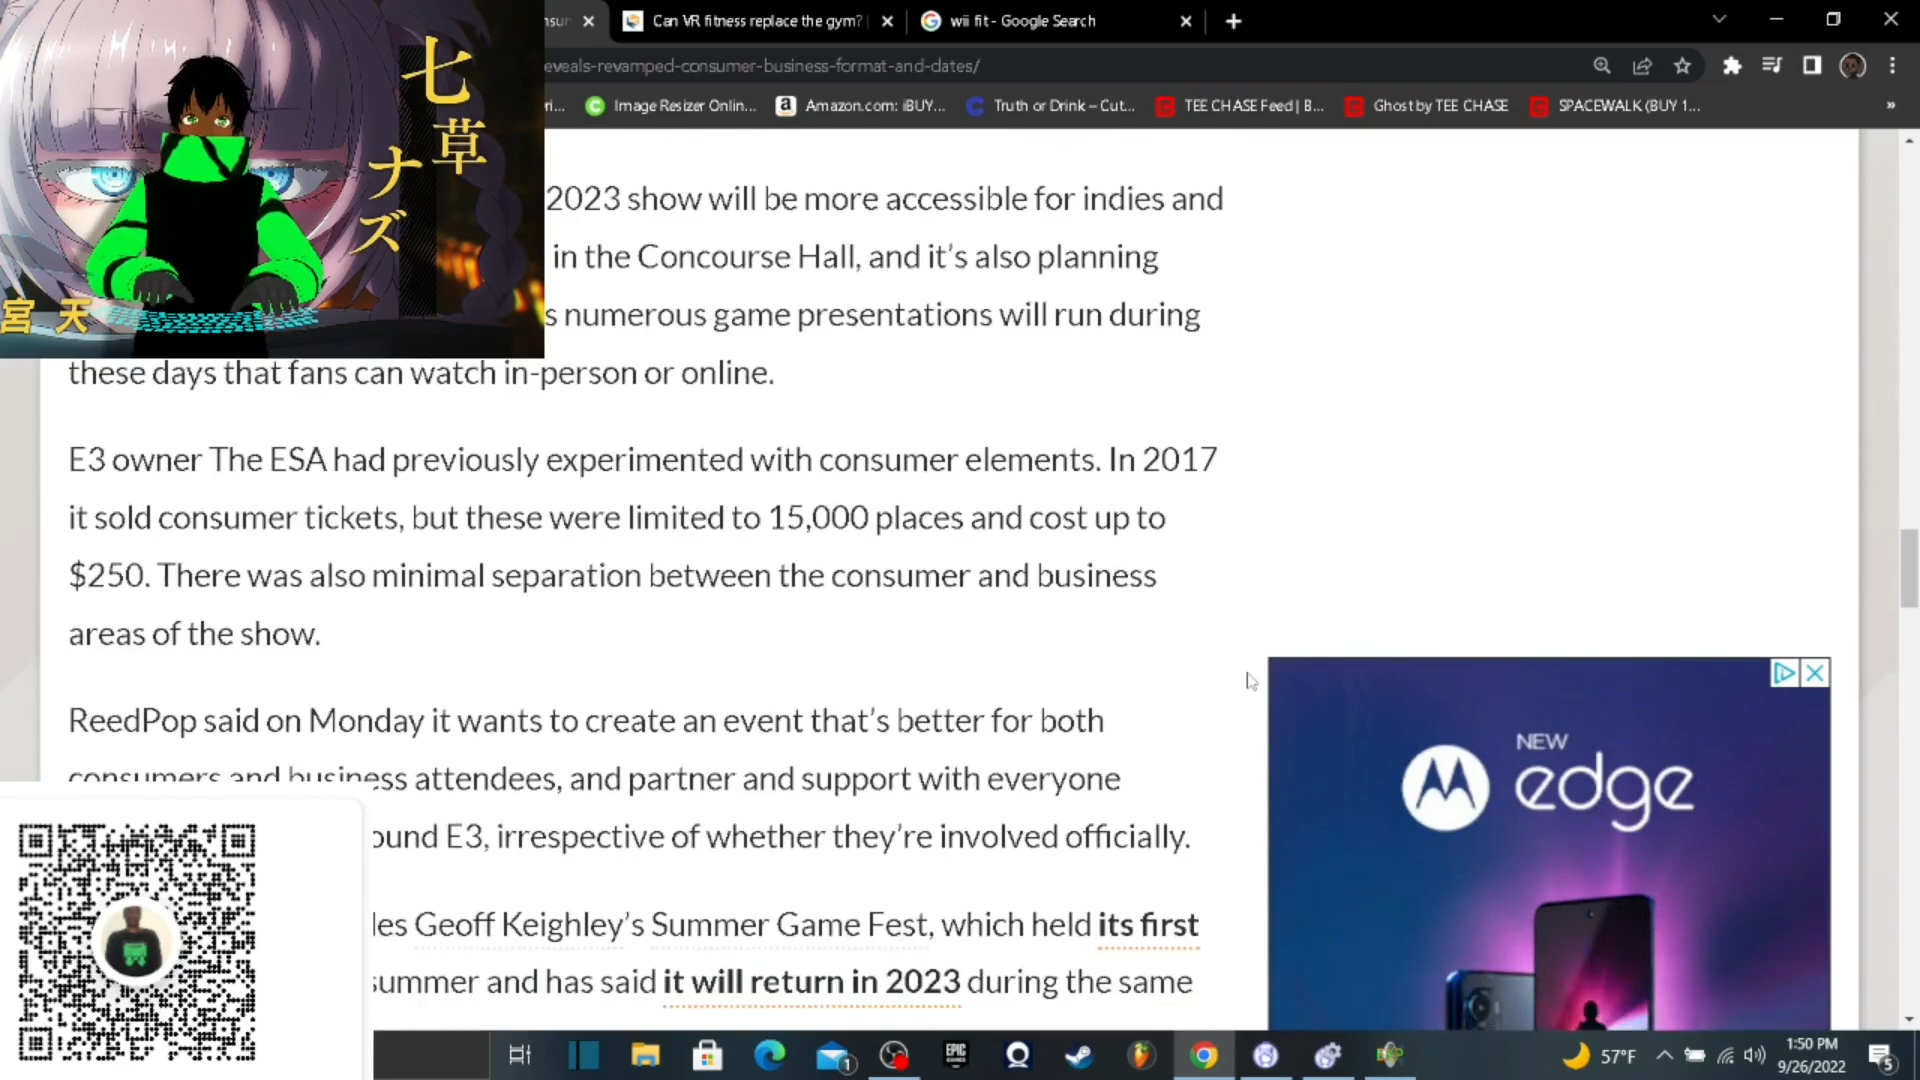 nsur
Can VR fitness replace the gym? |
wii fit - Google Search
eveals-revamped-consumer-business-format-and-dates/
ri...
Image Resizer Onlin...
Amazon.com: iBUY...
Truth or Drink – Cut...
TEE CHASE Feed | B...
Ghost by TEE CHASE
SPACEWALK (BUY 1...
»
七草
ナズ
宮 天
2023 show will be more accessible for indies and
in the Concourse Hall, and it's also planning
s numerous game presentations will run during
these days that fans can watch in-person or online.
E3 owner The ESA had previously experimented with consumer elements. In 2017
it sold consumer tickets, but these were limited to 15,000 places and cost up to
$250. There was also minimal separation between the consumer and business
areas of the show.
ReedPop said on Monday it wants to create an event that's better for both
consumers and business attendees, and partner and support with everyone
ound E3, irrespective of whether they're involved officially.
les Geoff Keighley's Summer Game Fest, which held its first
summer and has said it will return in 2023 during the same
NEW
edge
EPIC
GAMES
1
57°F
1:50 PM
9/26/2022
5